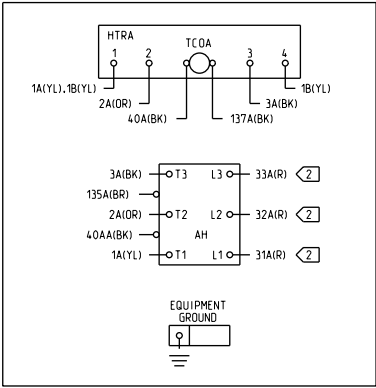 HTRA
TCOA
1 2 3 4
1A(YL),1B(YL) 1B(YL)
2A(OR) 3A(BK)
40A(BK) 137A(BK)
3A(BK) T3 L3 33A(R) 2
135A(BR)
2A(OR) T2 L2 32A(R) 2
40AA(BK) AH
1A(YL) T1 L1 31A(R) 2
EQUIPMENT
GROUND